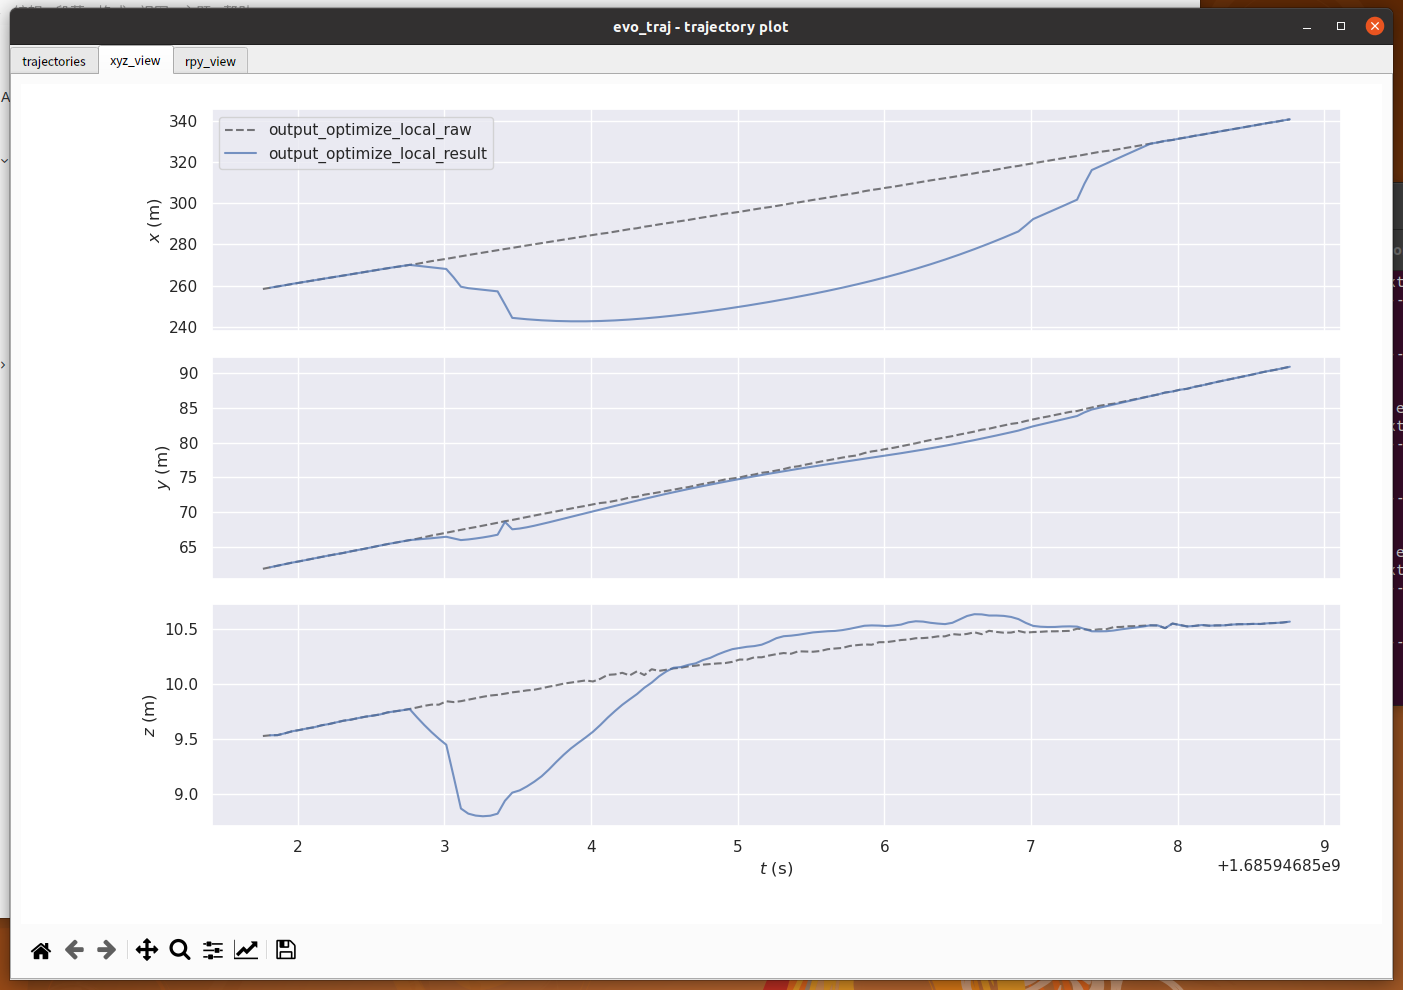 evo_traj - trajectory plot
trajectories xyz_view rpy_view
output_optimize_local_raw
output_optimize_local_result
340
320
300
280
260
240
x (m)
90
85
80
75
70
65
y (m)
10.5
10.0
9.5
9.0
z (m)
2 3 4 5 6 7 8 9
t (s)
+1.68594685e9